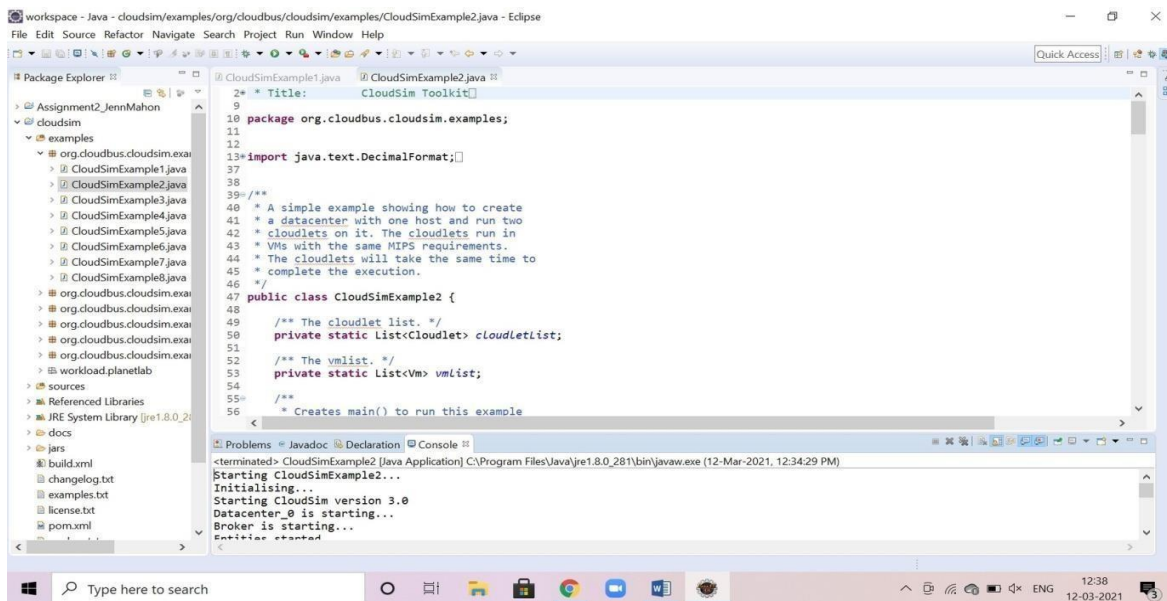 workspace - Java - cloudsim/examples/org/cloudbus/cloudsim/examples/CloudSimExample2.java - Eclipse
File Edit Source Refactor Navigate Search Project Run Window Help
Quick Access
Package Explorer
CloudSimExample1.java CloudSimExample2.java
Assignment2_JennMahon
cloudsim
examples
org.cloudbus.cloudsim.exa
CloudSimExample1.java
CloudSimExample2.java
CloudSimExample3.java
CloudSimExample4.java
CloudSimExample5.java
CloudSimExample6.java
CloudSimExample7.java
CloudSimExample8.java
org.cloudbus.cloudsim.exa
org.cloudbus.cloudsim.exa
org.cloudbus.cloudsim.exa
org.cloudbus.cloudsim.exa
org.cloudbus.cloudsim.exa
workload.planetlab
sources
Referenced Libraries
JRE System Library [jre1.8.0_2
docs
jars
build.xml
changelog.txt
examples.txt
license.txt
pom.xml
2 * Title: CloudSim Toolkit
9
10 package org.cloudbus.cloudsim.examples;
11
12
13 import java.text.DecimalFormat;
37
38
39 /**
40 * A simple example showing how to create
41 * a datacenter with one host and run two
42 * cloudlets on it. The cloudlets run in
43 * VMs with the same MIPS requirements.
44 * The cloudlets will take the same time to
45 * complete the execution.
46 */
47 public class CloudSimExample2 {
48
49 /** The cloudlet list. */
50 private static List<Cloudlet> cloudletList;
51
52 /** The vmlist. */
53 private static List<Vm> vmlist;
54
55 /**
56 * Creates main() to run this example
Problems Javadoc Declaration Console
<terminated> CloudSimExample2 [Java Application] C:\Program Files\Java\jre1.8.0_281\bin\javaw.exe (12-Mar-2021, 12:34:29 PM)
Starting CloudSimExample2...
Initialising...
Starting CloudSim version 3.0
Datacenter_0 is starting...
Broker is starting...
Entities started
Type here to search
ENG
12:38
12-03-2021
3